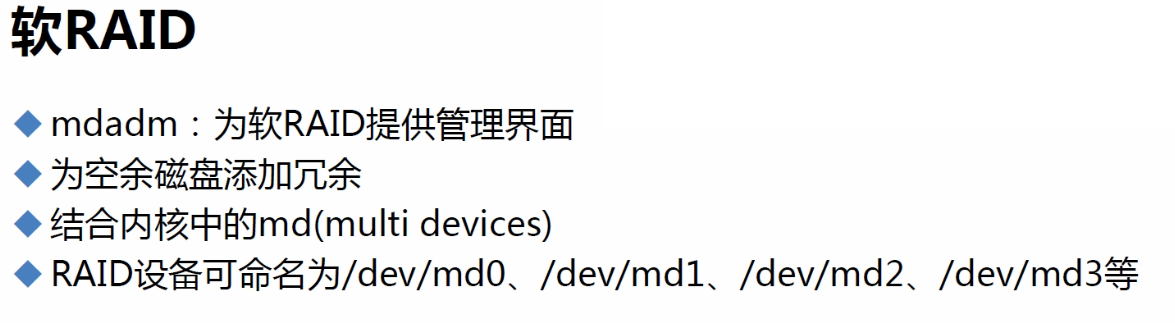 软RAID
mdadm：为软RAID提供管理界面
为空余磁盘添加冗余
结合内核中的md(multi devices)
RAID设备可命名为/dev/md0、/dev/md1、/dev/md2、/dev/md3等